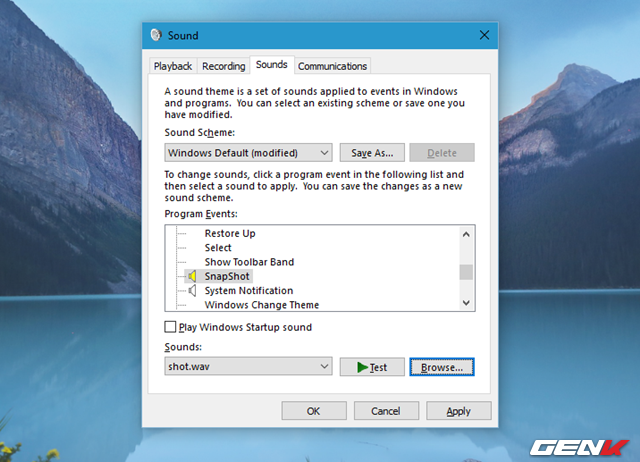 Sound
Playback Recording Sounds Communications
A sound theme is a set of sounds applied to events in Windows
and programs. You can select an existing scheme or save one you
have modified.
Sound Scheme:
Windows Default (modified) Save As... Delete
To change sounds, click a program event in the following list and
then select a sound to apply. You can save the changes as a new
sound scheme.
Program Events:
Restore Up
Select
Show Toolbar Band
SnapShot
System Notification
Windows Change Theme
Play Windows Startup sound
Sounds:
shot.wav Test Browse...
OK Cancel Apply
GENK